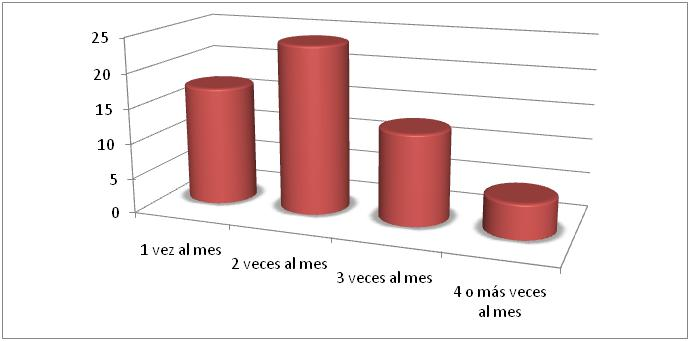 25
20
15
10
5
0
1 vez al mes
2 veces al mes
3 veces al mes
4 o más veces
al mes